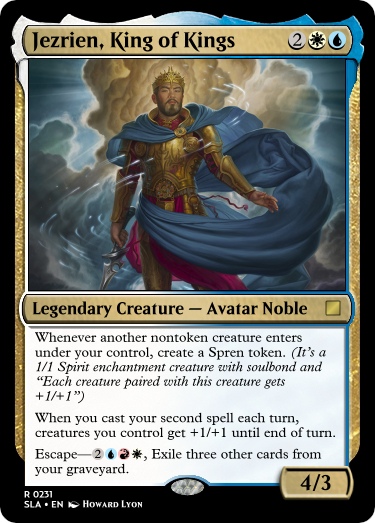 Jezrien, King of Kings 2
Legendary Creature — Avatar Noble
Whenever another nontoken creature enters
under your control, create a Spren token. (It's a
1/1 Spirit enchantment creature with soulbond and
“Each creature paired with this creature gets
+1/+1”)
When you cast your second spell each turn,
creatures you control get +1/+1 until end of turn.
Escape—2, Exile three other cards from
your graveyard.
4/3
R 0231
SLA • EN Howard Lyon